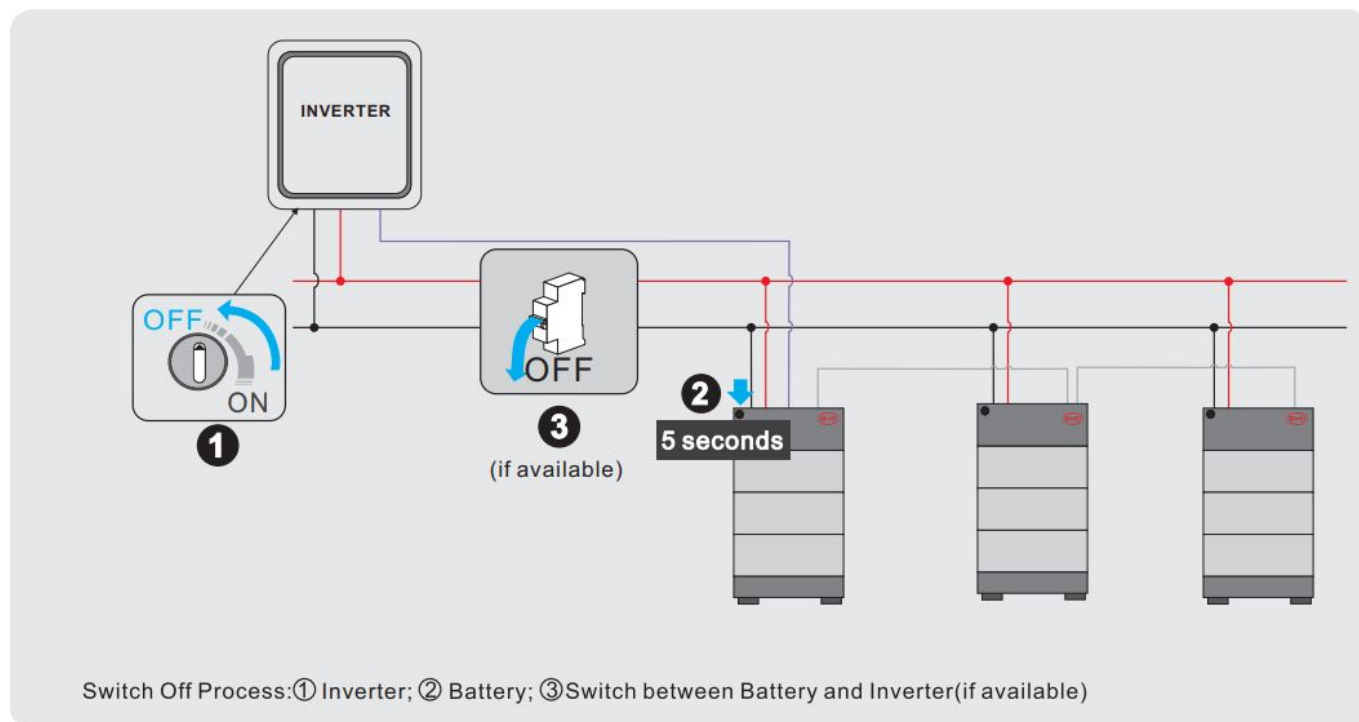 INVERTER
OFF
ON
1
OFF
3
(if available)
2
5 seconds
Switch Off Process:① Inverter; ② Battery; ③Switch between Battery and Inverter(if available)